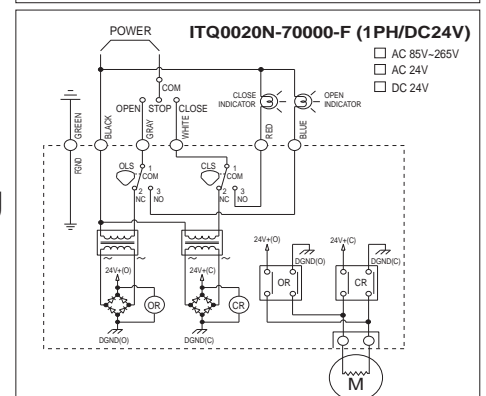 POWER
ITQ0020N-70000-F (1PH/DC24V)
AC 85V~265V
AC 24V
DC 24V
COM
OPEN STOP CLOSE
CLOSE INDICATOR
OPEN INDICATOR
GREEN
BLACK
GRAY
WHITE
RED
BLUE
FGND
OLS
1
COM
2
NC
3
NO
CLS
1
COM
2
NC
3
NO
24V+(O)
OR
DGND(O)
24V+(C)
CR
DGND(C)
24V+(O)
DGND(O)
OR
24V+(C)
DGND(C)
CR
M